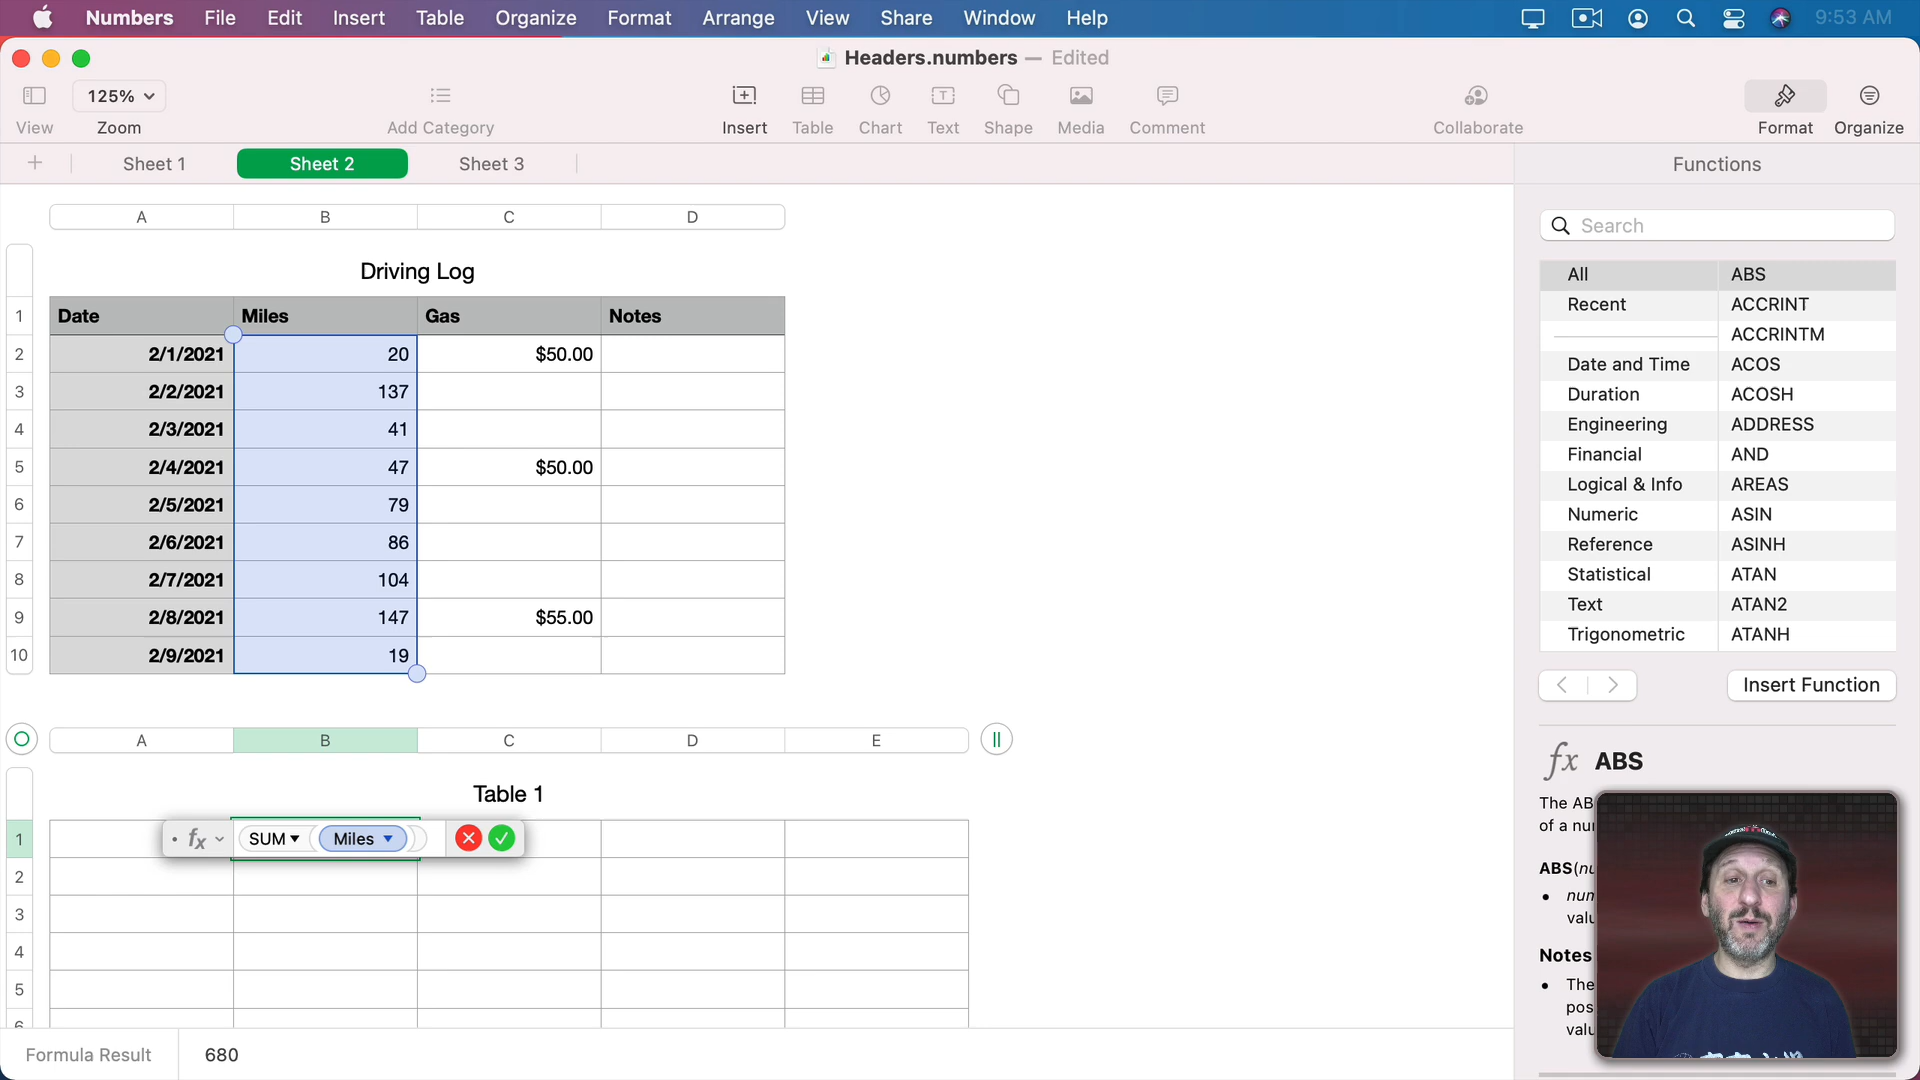 Numbers File Edit Insert Table Organize Format Arrange View Share Window Help 9:53 AM
Headers.numbers — Edited
125%
View Zoom Add Category Insert Table Chart Text Shape Media Comment Collaborate Format Organize
Sheet 1 Sheet 2 Sheet 3 Functions
A B C D
Search
Driving Log
1 Date Miles Gas Notes
2 2/1/2021 20 $50.00
3 2/2/2021 137
4 2/3/2021 41
5 2/4/2021 47 $50.00
6 2/5/2021 79
7 2/6/2021 86
8 2/7/2021 104
9 2/8/2021 147 $55.00
10 2/9/2021 19
A B C D E
Table 1
1 fx SUM Miles
2
3
4
5
6
Formula Result 680
All ABS
Recent ACCRINT
ACCRINTM
Date and Time ACOS
Duration ACOSH
Engineering ADDRESS
Financial AND
Logical & Info AREAS
Numeric ASIN
Reference ASINH
Statistical ATAN
Text ATAN2
Trigonometric ATANH
Insert Function
fx ABS
The AB
of a nu
ABS(nu
• num
valu
Notes
• The
pos
valu